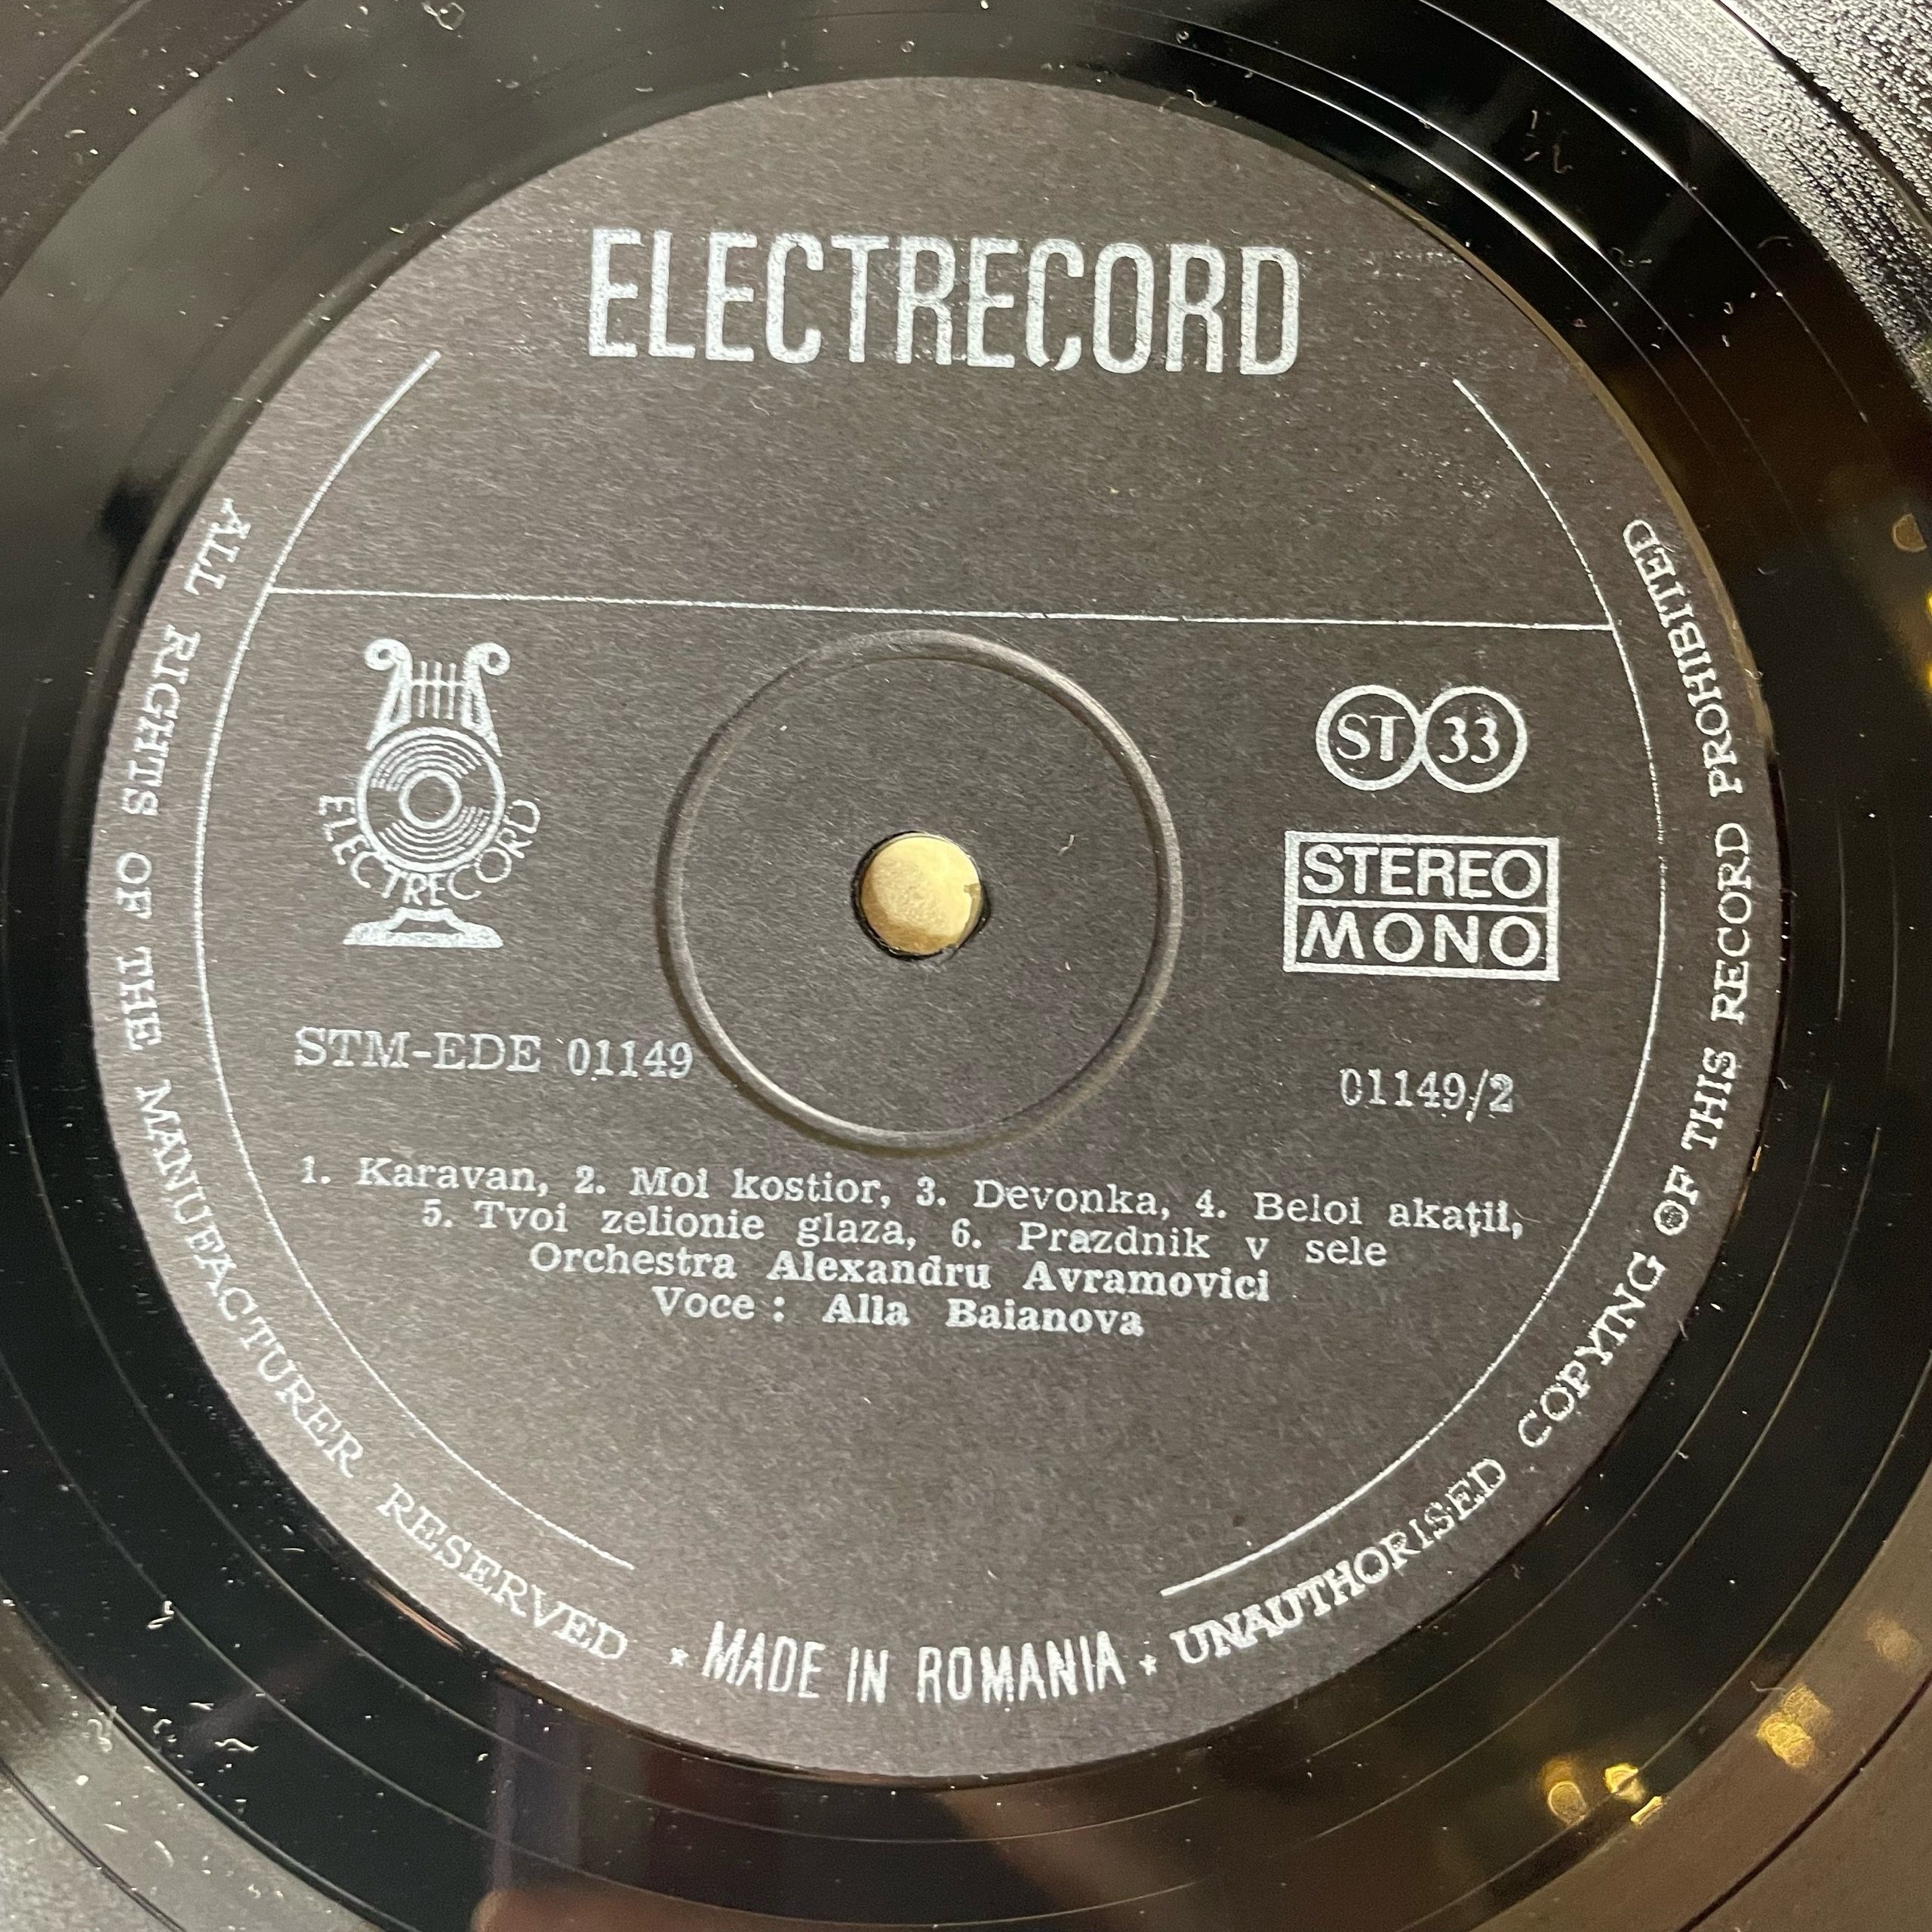 ELECTRECORD
ELECTRECORD
ST 33
STEREO
MONO
STM-EDE 01149
01149/2
1. Karavan, 2. Moi kostior, 3. Devonka, 4. Beloi akaţii,
5. Tvoi zelionie glaza, 6. Prazdnik v sele
Orchestra Alexandru Avramovici
Voce : Alla Baianova
ALL RIGHTS OF THE MANUFACTURER RESERVED * MADE IN ROMANIA * UNAUTHORISED COPYING OF THIS RECORD PROHIBITED